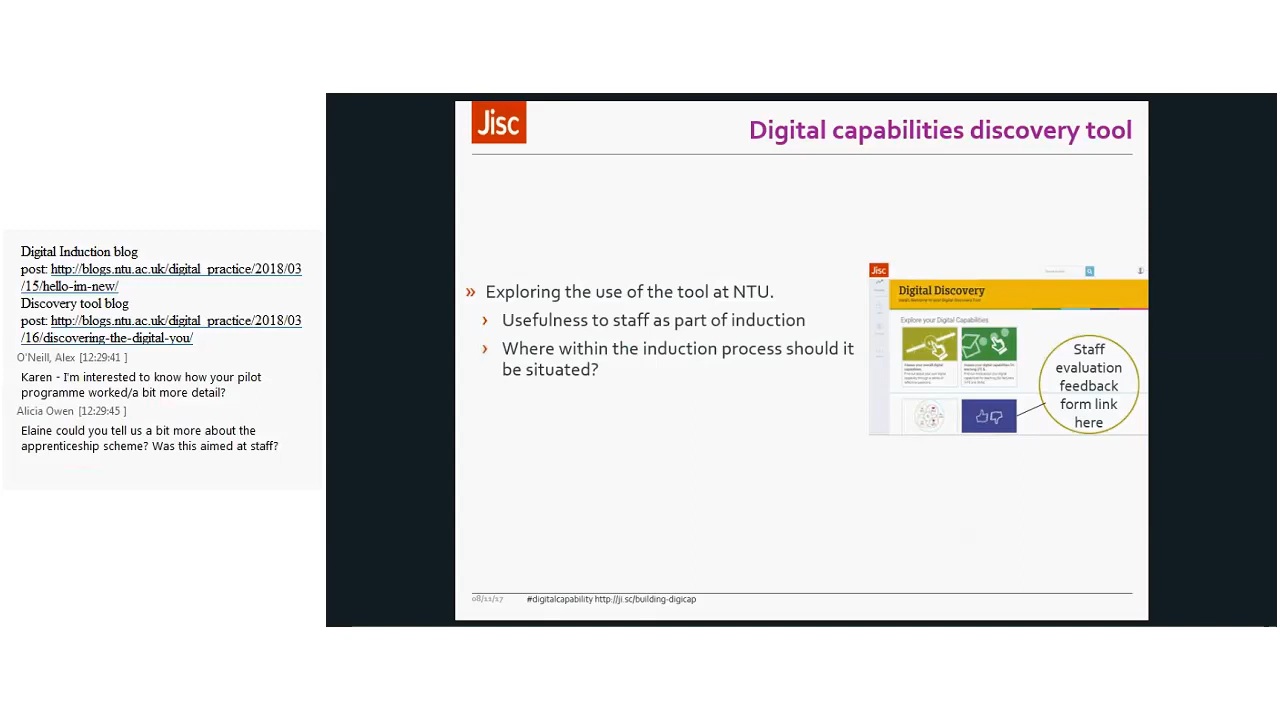 Digital Induction blog
post: http://blogs.ntu.ac.uk/digital_practice/2018/03
/15/hello-im-new/
Discovery tool blog
post: http://blogs.ntu.ac.uk/digital_practice/2018/03
/16/discovering-the-digital-you/
O'Neill, Alex [12:29:41 ]
Karen - I'm interested to know how your pilot
programme worked/a bit more detail?
Alicia Owen [12:29:45 ]
Elaine could you tell us a bit more about the
apprenticeship scheme? Was this aimed at staff?
Jisc
Digital capabilities discovery tool
» Exploring the use of the tool at NTU.
› Usefulness to staff as part of induction
› Where within the induction process should it
be situated?
Jisc
Digital Discovery
Explore your Digital Capabilities
Staff
evaluation
feedback
form link
here
08/11/17
#digitalcapability http://ji.sc/building-digicap